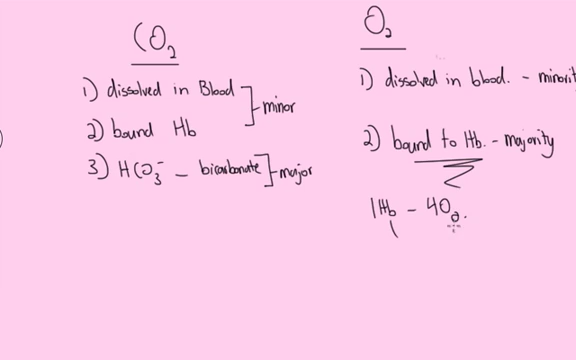 CO₂
1) dissolved in Blood
2) bound Hb
minor
3) HCO₃⁻ - bicarbonate
major
O₂
1) dissolved in blood. - minorit
2) bound to Hb. - majority
1Hb - 4O₂.